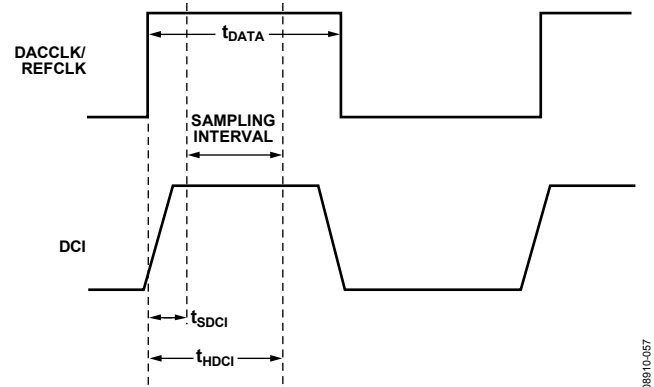 DACCLK/
REFCLK
tDATA
SAMPLING
INTERVAL
DCI
tSDCI
tHDCI
08910-057